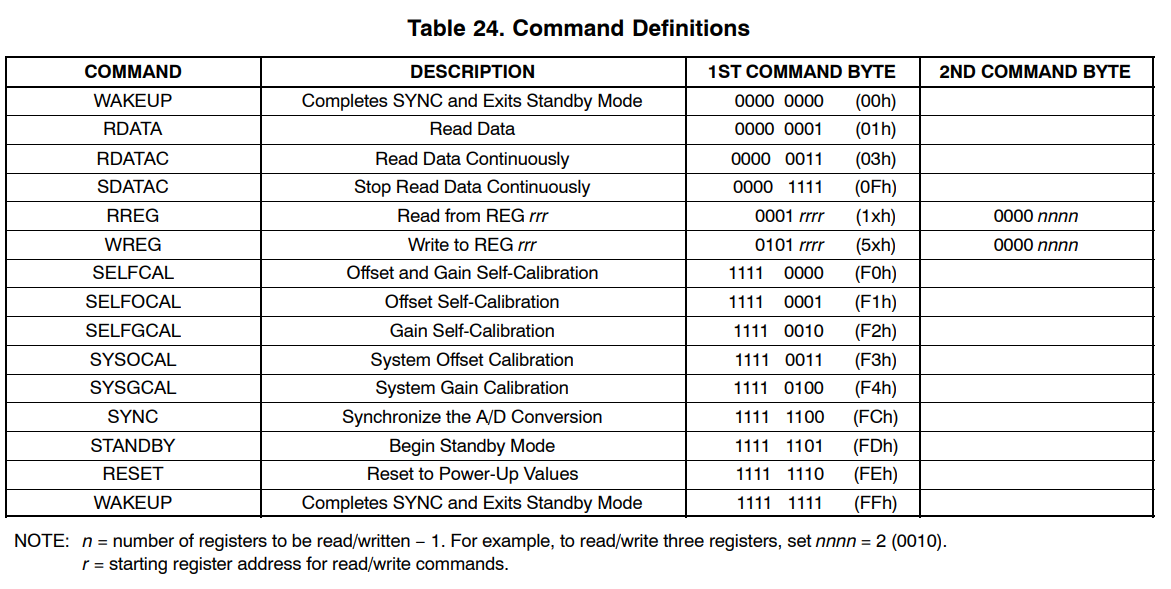 Table 24. Command Definitions
COMMAND DESCRIPTION 1ST COMMAND BYTE 2ND COMMAND BYTE
WAKEUP Completes SYNC and Exits Standby Mode 0000 0000 (00h)
RDATA Read Data 0000 0001 (01h)
RDATAC Read Data Continuously 0000 0011 (03h)
SDATAC Stop Read Data Continuously 0000 1111 (0Fh)
RREG Read from REG rrr 0001 rrrr (1xh) 0000 nnnn
WREG Write to REG rrr 0101 rrrr (5xh) 0000 nnnn
SELFCAL Offset and Gain Self-Calibration 1111 0000 (F0h)
SELFOCAL Offset Self-Calibration 1111 0001 (F1h)
SELFGCAL Gain Self-Calibration 1111 0010 (F2h)
SYSOCAL System Offset Calibration 1111 0011 (F3h)
SYSGCAL System Gain Calibration 1111 0100 (F4h)
SYNC Synchronize the A/D Conversion 1111 1100 (FCh)
STANDBY Begin Standby Mode 1111 1101 (FDh)
RESET Reset to Power-Up Values 1111 1110 (FEh)
WAKEUP Completes SYNC and Exits Standby Mode 1111 1111 (FFh)
NOTE: n = number of registers to be read/written − 1. For example, to read/write three registers, set nnnn = 2 (0010).
r = starting register address for read/write commands.